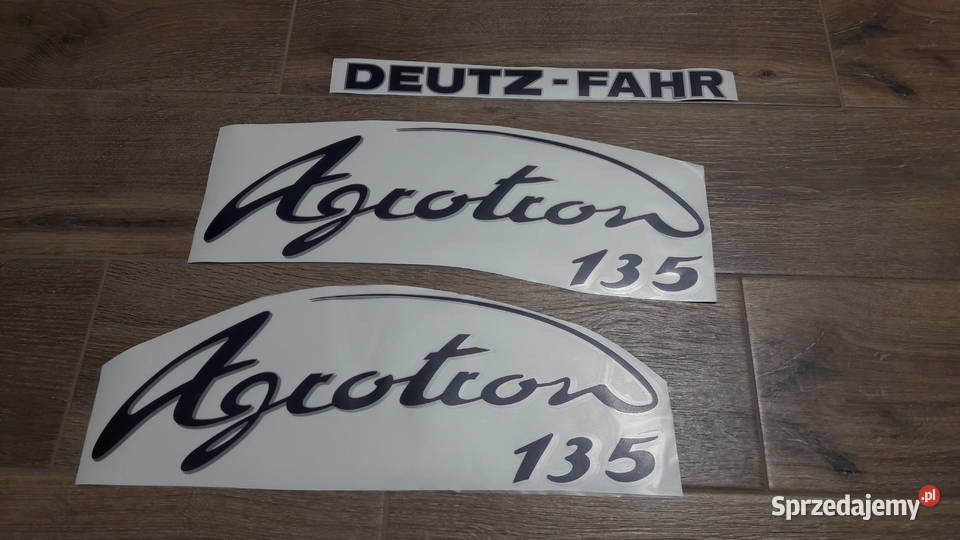 DEUTZ-FAHR
Agrotron
135
Agrotron
135
Sprzedajemy.pl